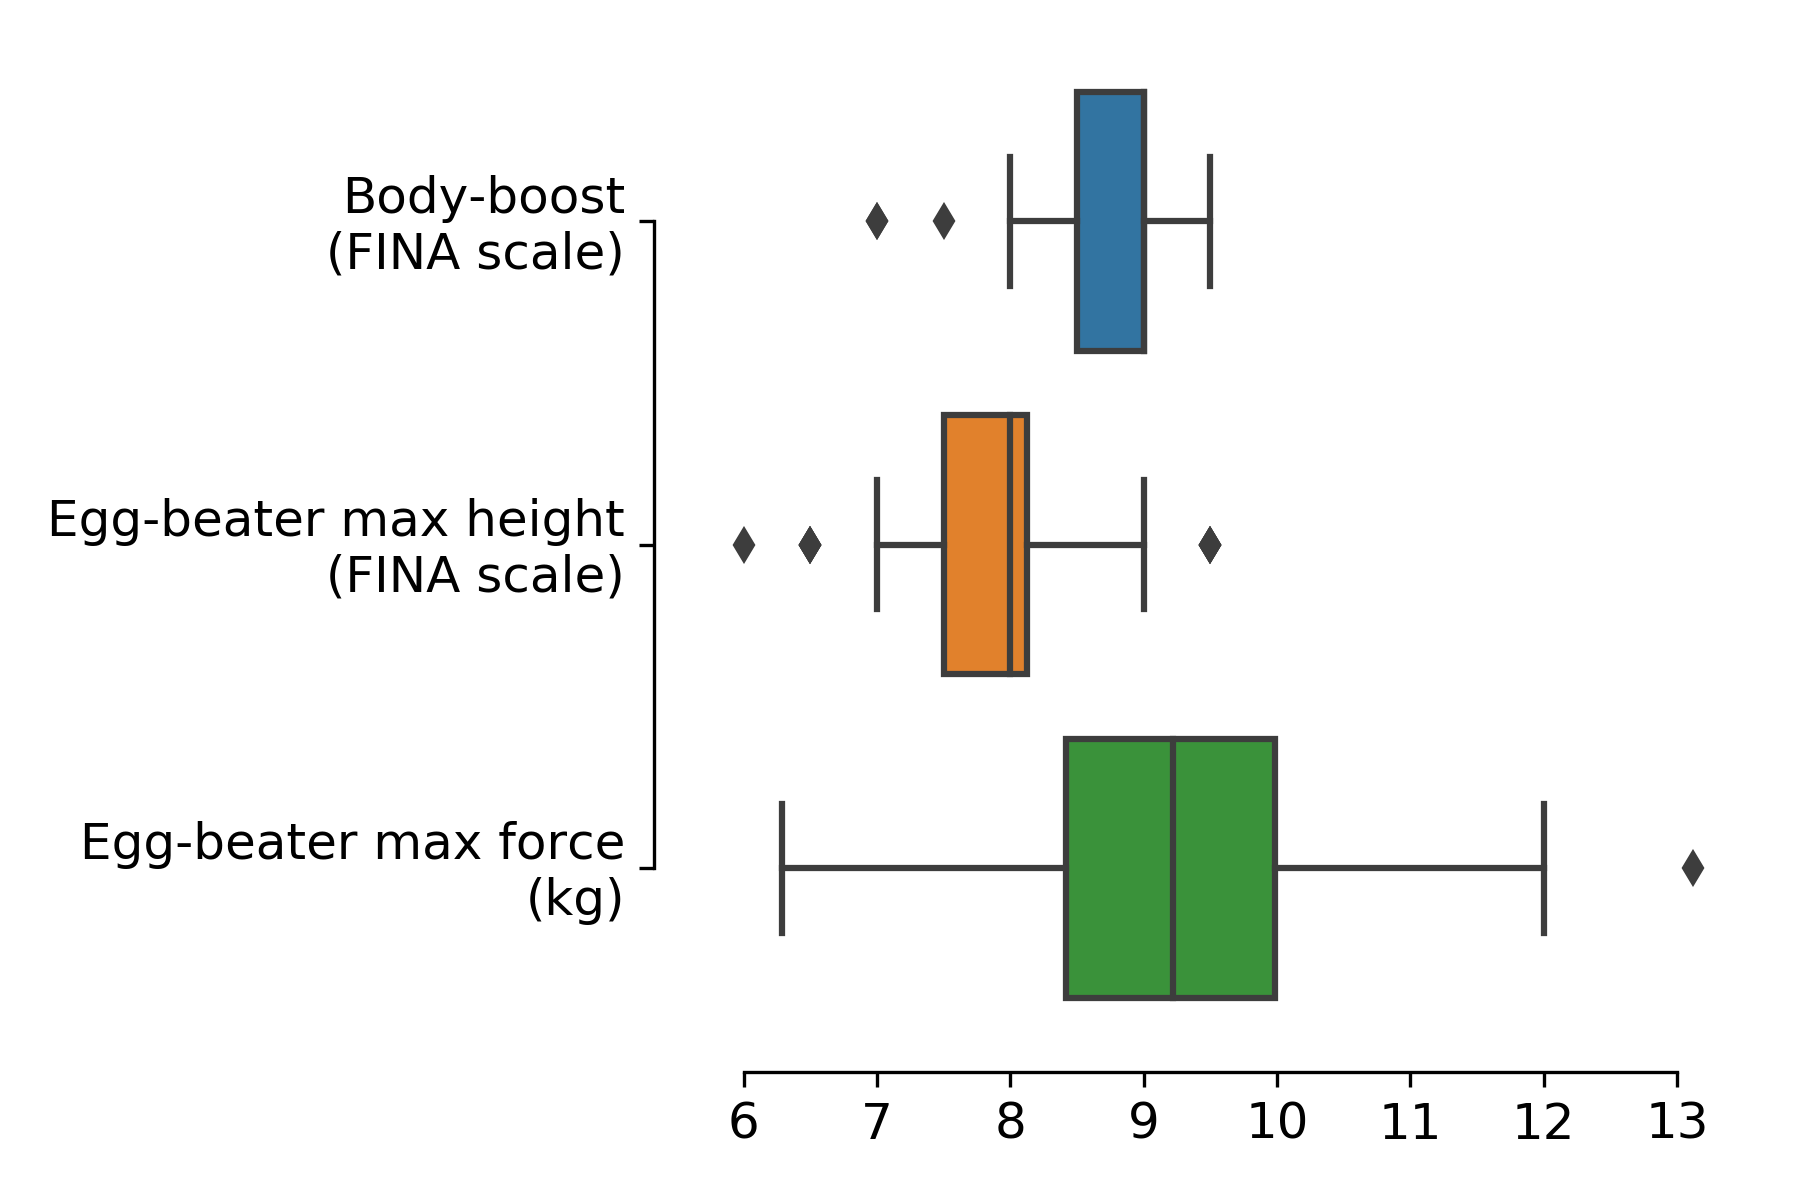 Body-boost
(FINA scale)
Egg-beater max height
(FINA scale)
Egg-beater max force
(kg)
6 7 8 9 10 11 12 13